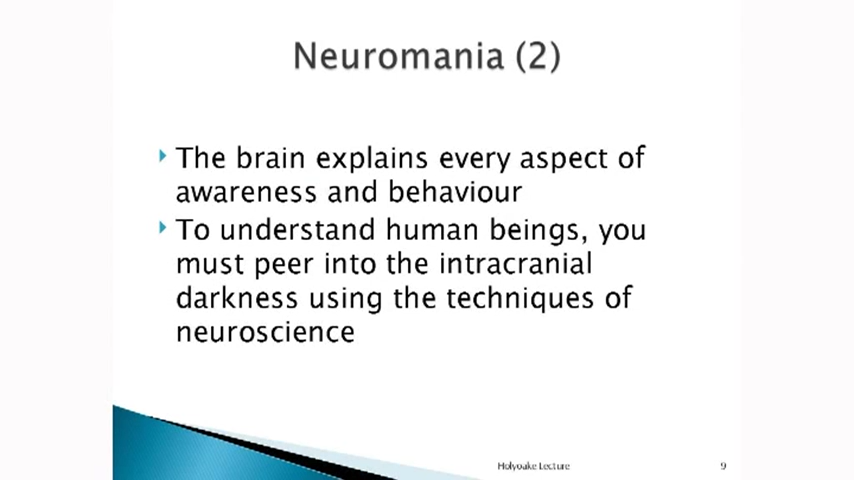 Neuromania (2)
The brain explains every aspect of
awareness and behaviour
To understand human beings, you
must peer into the intracranial
darkness using the techniques of
neuroscience
Holyoake Lecture
9